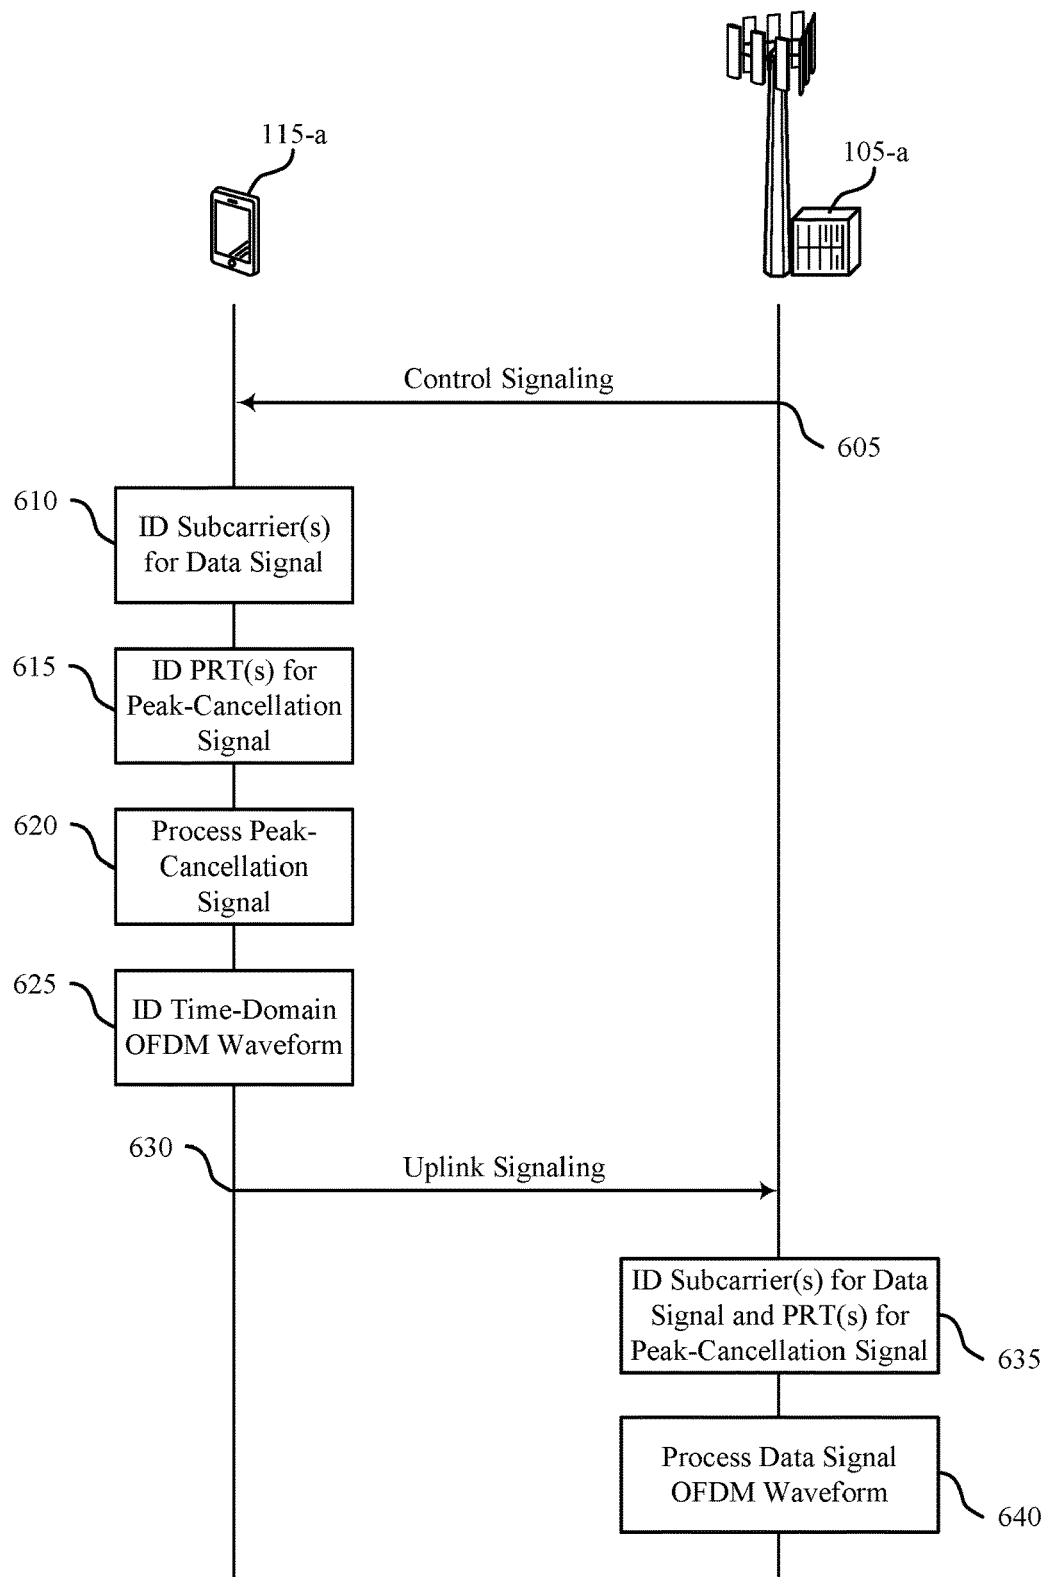 115-a
105-a
Control Signaling
605
610
ID Subcarrier(s)
for Data Signal
615
ID PRT(s) for
Peak-Cancellation
Signal
620
Process Peak-
Cancellation
Signal
625
ID Time-Domain
OFDM Waveform
630
Uplink Signaling
ID Subcarrier(s) for Data
Signal and PRT(s) for
Peak-Cancellation Signal
635
Process Data Signal
OFDM Waveform
640